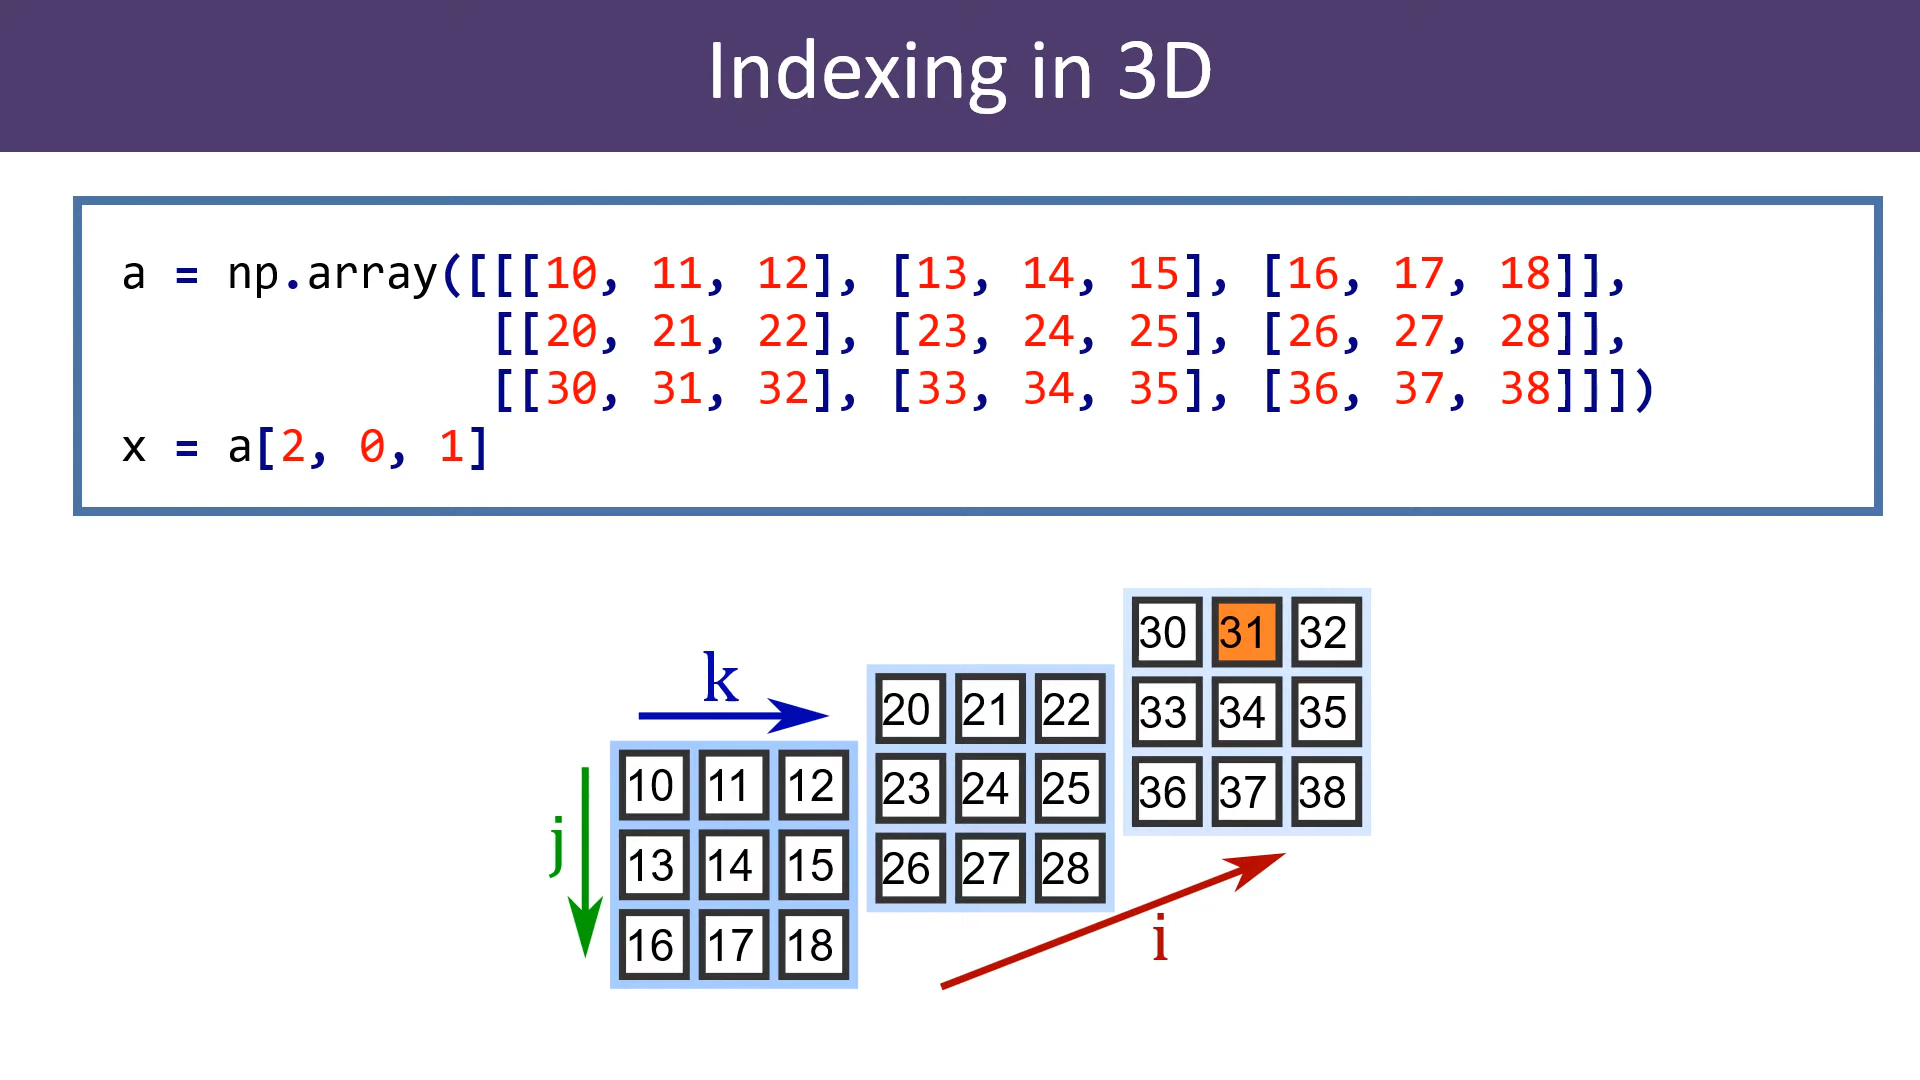 Indexing in 3D
a = np.array([[[10, 11, 12], [13, 14, 15], [16, 17, 18]],
[[20, 21, 22], [23, 24, 25], [26, 27, 28]],
[[30, 31, 32], [33, 34, 35], [36, 37, 38]]])
x = a[2, 0, 1]
k
j
10 11 12
13 14 15
16 17 18
20 21 22
23 24 25
26 27 28
30 31 32
33 34 35
36 37 38
i